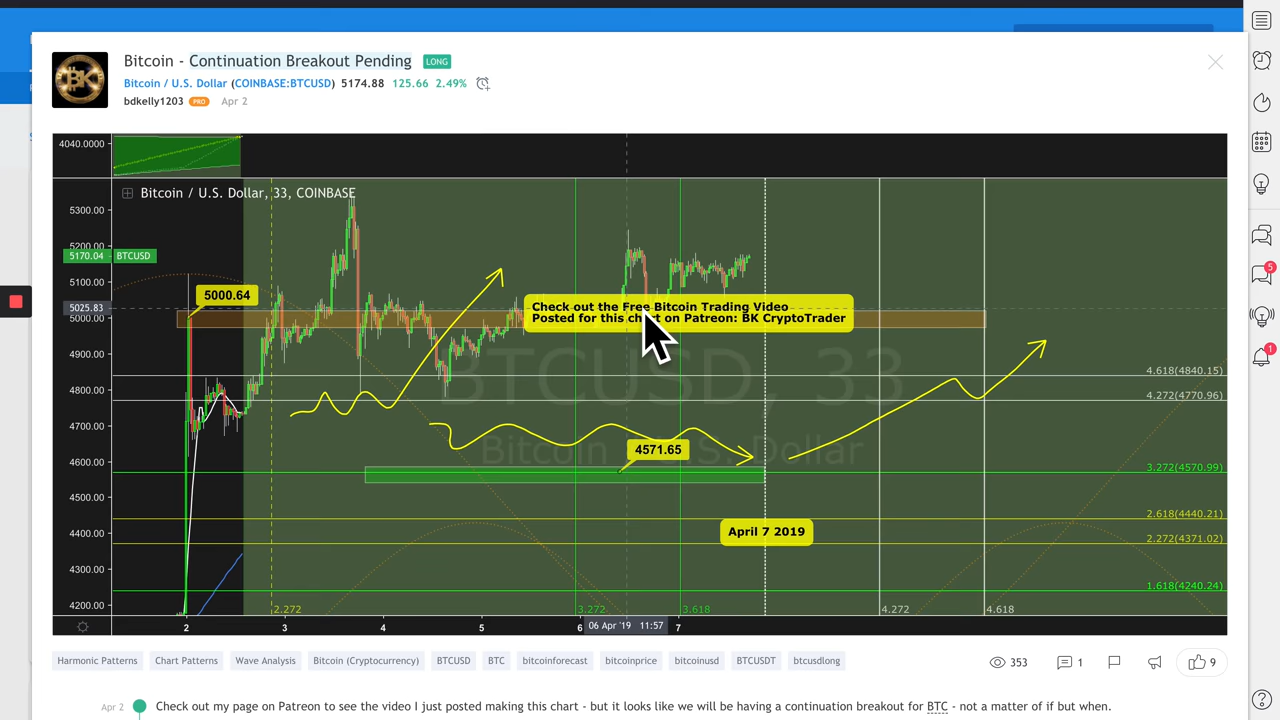 Bitcoin - Continuation Breakout Pending LONG
Bitcoin / U.S. Dollar (COINBASE:BTCUSD) 5174.88 125.66 2.49%
bdkelly1203 PRO Apr 2
4040.0000
Bitcoin / U.S. Dollar, 33, COINBASE
5300.00
5200.00
5170.04 BTCUSD
5100.00
5000.64
5025.83
5000.00
Check out the Free Bitcoin Trading Video
Posted for this chart on Patreon: BK CryptoTrader
4900.00
BTCUSD, 33
4.618(4840.15)
4800.00
4.272(4770.96)
4700.00
Bitcoin / U.S. Dollar
4571.65
4600.00
3.272(4570.99)
4500.00
2.618(4440.21)
4400.00
April 7 2019
2.272(4371.02)
4300.00
1.618(4240.24)
4200.00
2.272 3.272 3.618 4.272 4.618
2 3 4 5 6 06 Apr '19 11:57 7
Harmonic Patterns Chart Patterns Wave Analysis Bitcoin (Cryptocurrency) BTCUSD BTC bitcoinforecast bitcoinprice bitcoinusd BTCUSDT btcusdlong 353 1 9
Apr 2 Check out my page on Patreon to see the video I just posted making this chart - but it looks like we will be having a continuation breakout for BTC - not a matter of if but when.
5
1